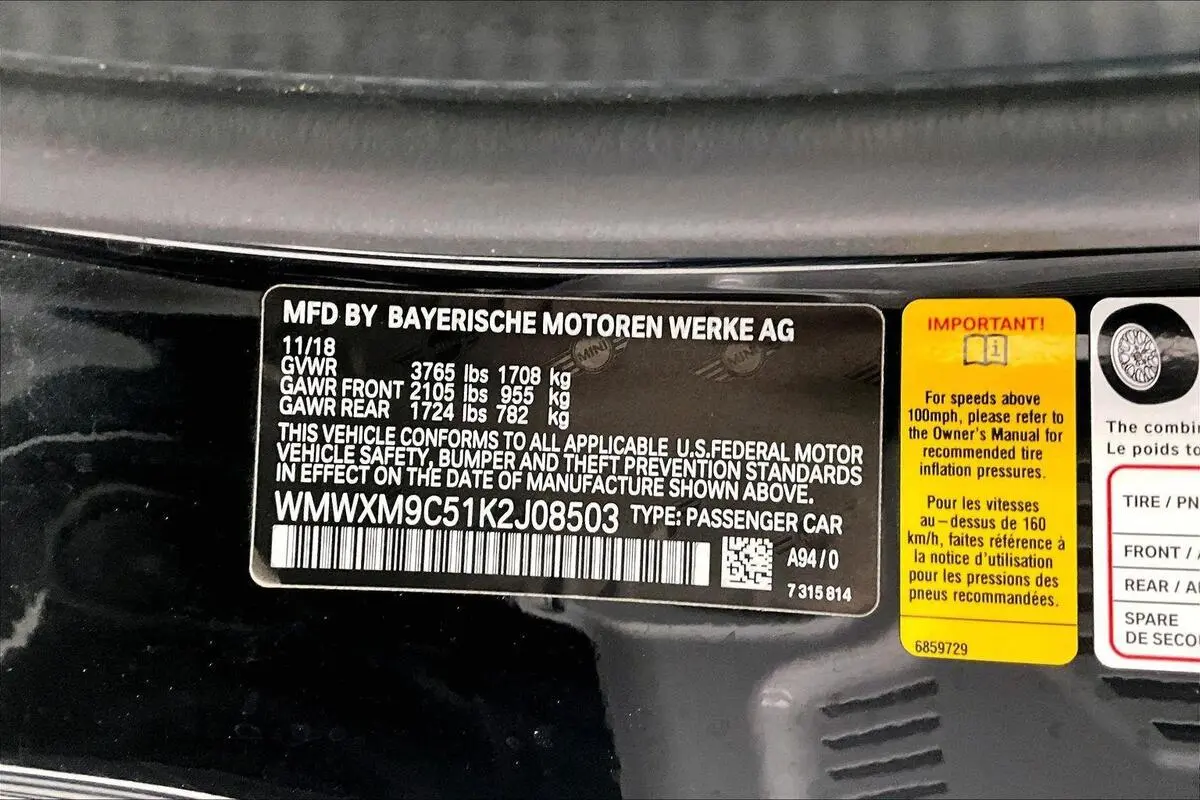 MFD BY BAYERISCHE MOTOREN WERKE AG
11/18
GVWR 3765 lbs 1708 kg
GAWR FRONT 2105 lbs 955 kg
GAWR REAR 1724 lbs 782 kg
THIS VEHICLE CONFORMS TO ALL APPLICABLE U.S.FEDERAL MOTOR
VEHICLE SAFETY, BUMPER AND THEFT PREVENTION STANDARDS
IN EFFECT ON THE DATE OF MANUFACTURE SHOWN ABOVE.
WMWXM9C51K2J08503 TYPE: PASSENGER CAR
A94/0
7315814
MINI
MINI
IMPORTANT!
i
For speeds above
100mph, please refer to
the Owner's Manual for
recommended tire
inflation pressures.
Pour les vitesses
au-dessus de 160
km/h, faites référence à
la notice d'utilisation
pour les pressions des
pneus recommandées.
6859729
The combi
Le poids to
TIRE / PN
FRONT /
REAR / A
SPARE
DE SECO